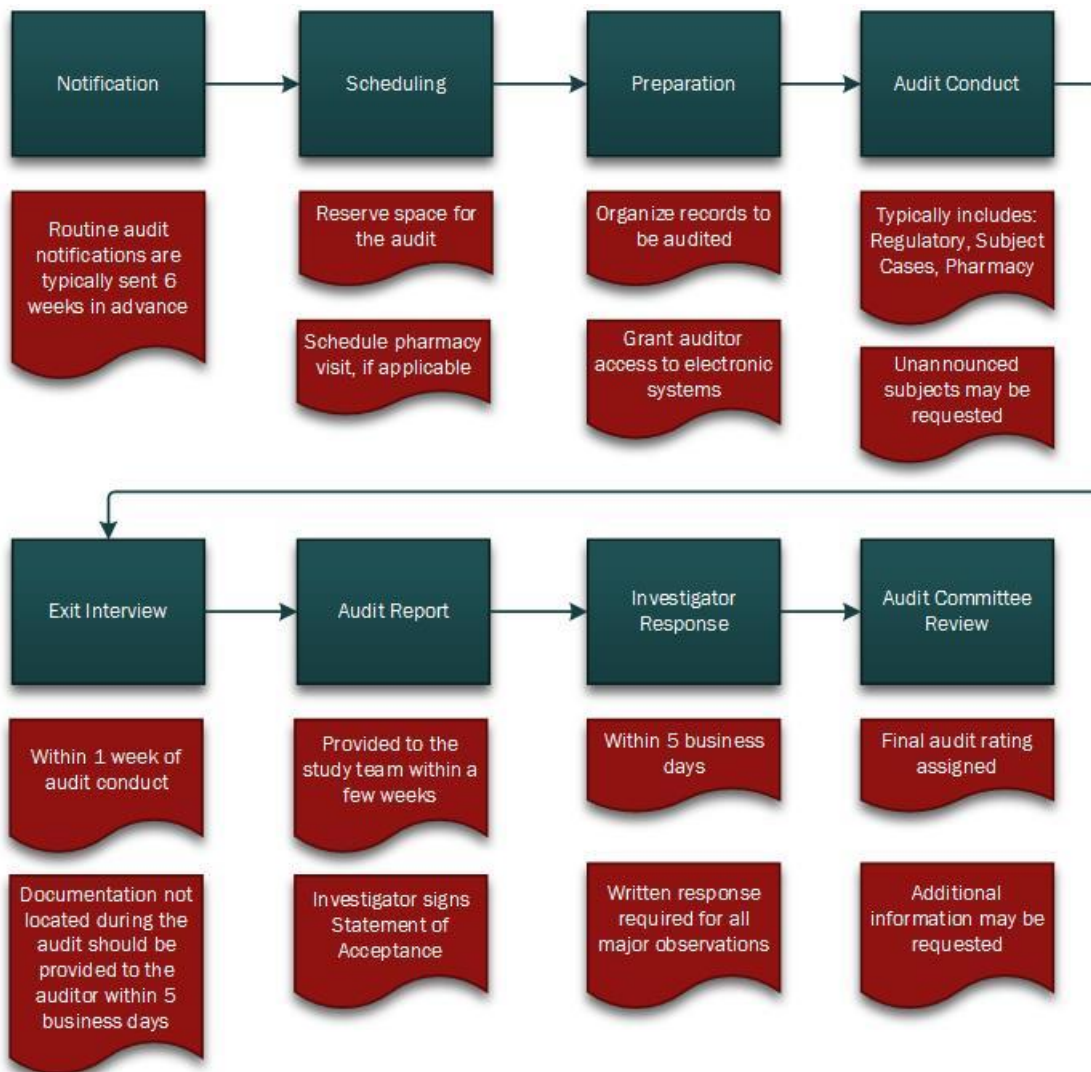 Notification
Scheduling
Preparation
Audit Conduct
Routine audit
notifications are
typically sent 6
weeks in advance
Reserve space for
the audit
Schedule pharmacy
visit, if applicable
Organize records to
be audited
Grant auditor
access to electronic
systems
Typically includes:
Regulatory, Subject
Cases, Pharmacy
Unannounced
subjects may be
requested
Exit Interview
Audit Report
Investigator
Response
Audit Committee
Review
Within 1 week of
audit conduct
Documentation not
located during the
audit should be
provided to the
auditor within 5
business days
Provided to the
study team within a
few weeks
Investigator signs
Statement of
Acceptance
Within 5 business
days
Written response
required for all
major observations
Final audit rating
assigned
Additional
information may be
requested